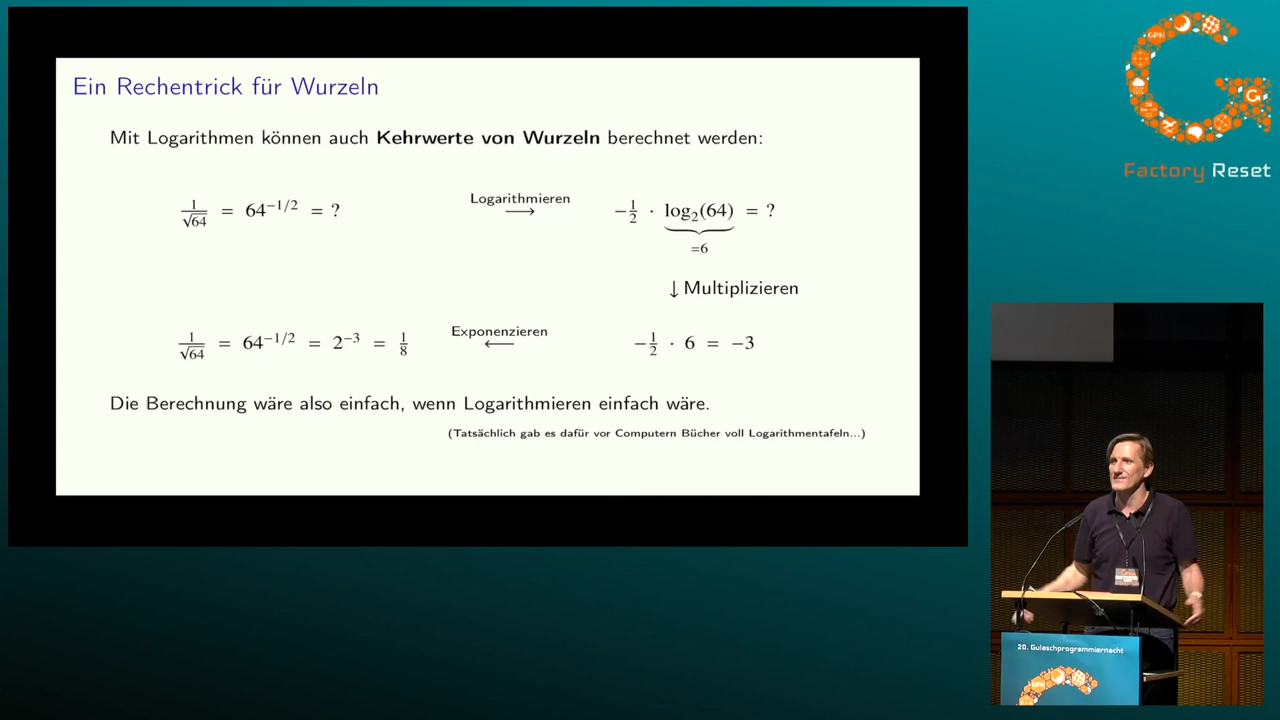 Ein Rechentrick für Wurzeln
Mit Logarithmen können auch Kehrwerte von Wurzeln berechnet werden:
1/√64 = 64^{-1/2} = ? Logarithmieren ⟶ −1/2 · log₂(64) = ?
=6
↓ Multiplizieren
1/√64 = 64^{-1/2} = 2^{-3} = 1/8 Exponenzieren ⟵ −1/2 · 6 = −3
Die Berechnung wäre also einfach, wenn Logarithmieren einfach wäre.
(Tatsächlich gab es dafür vor Computern Bücher voll Logarithmentafeln...)
GPN
G
Factory Reset
20. Gulaschprogrammiernacht